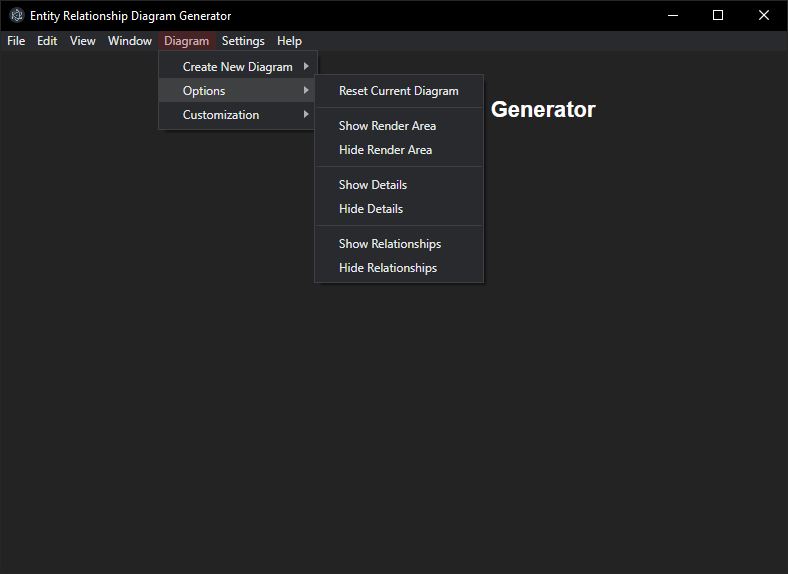 Entity Relationship Diagram Generator
File Edit View Window Diagram Settings Help
Create New Diagram
Options
Customization
Reset Current Diagram
Show Render Area
Hide Render Area
Show Details
Hide Details
Show Relationships
Hide Relationships
Generator